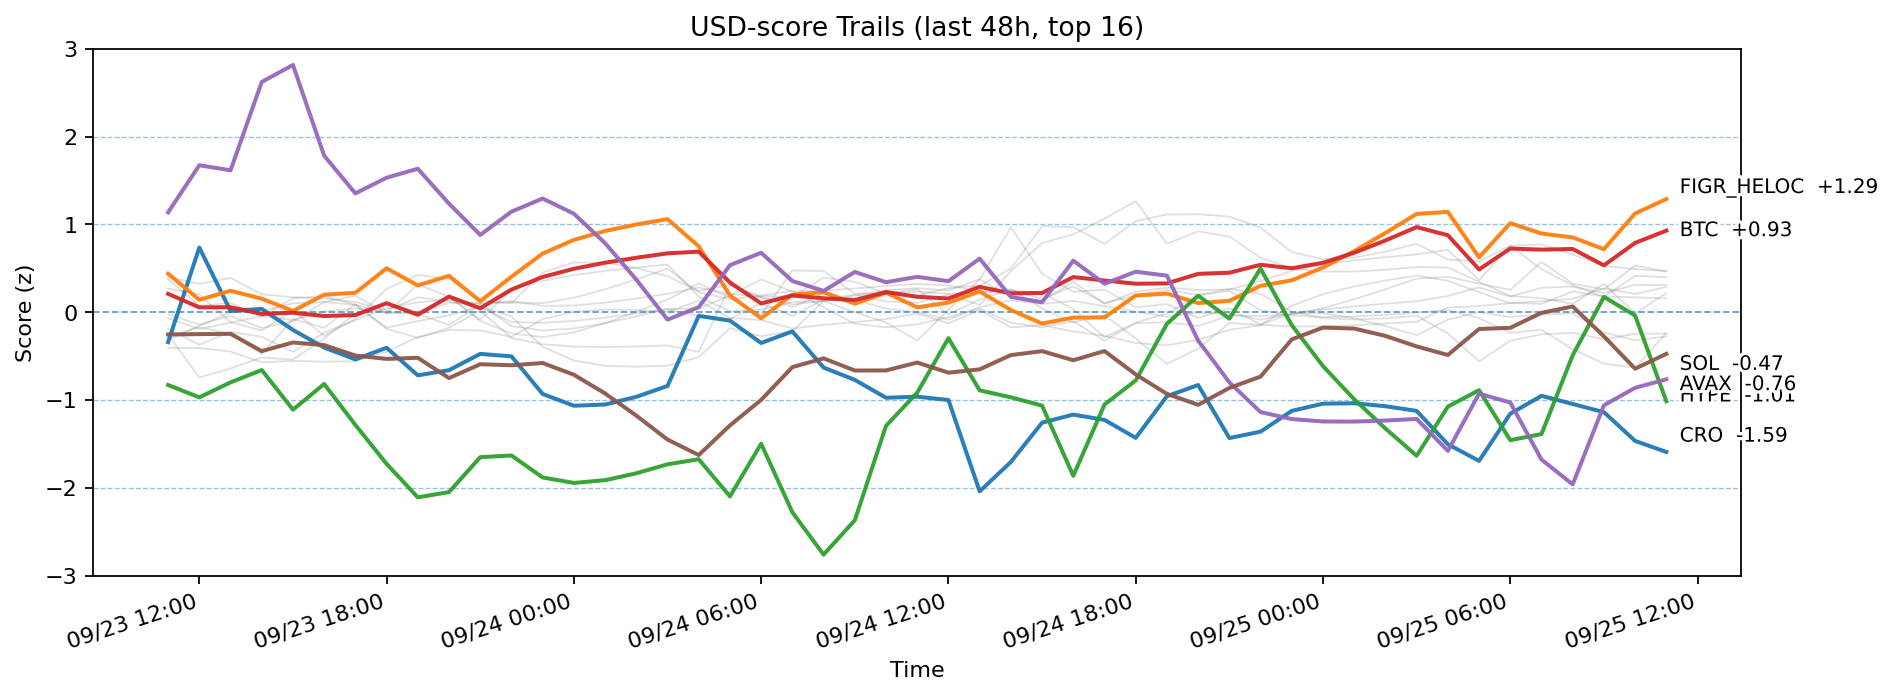 USD-score Trails (last 48h, top 16)
Score (z)
3
2
1
0
−1
−2
−3
FIGR_HELOC +1.29
BTC +0.93
SOL -0.47
AVAX -0.76
HYPE -1.01
CRO -1.59
09/23 12:00
09/23 18:00
09/24 00:00
09/24 06:00
09/24 12:00
09/24 18:00
09/25 00:00
09/25 06:00
09/25 12:00
Time